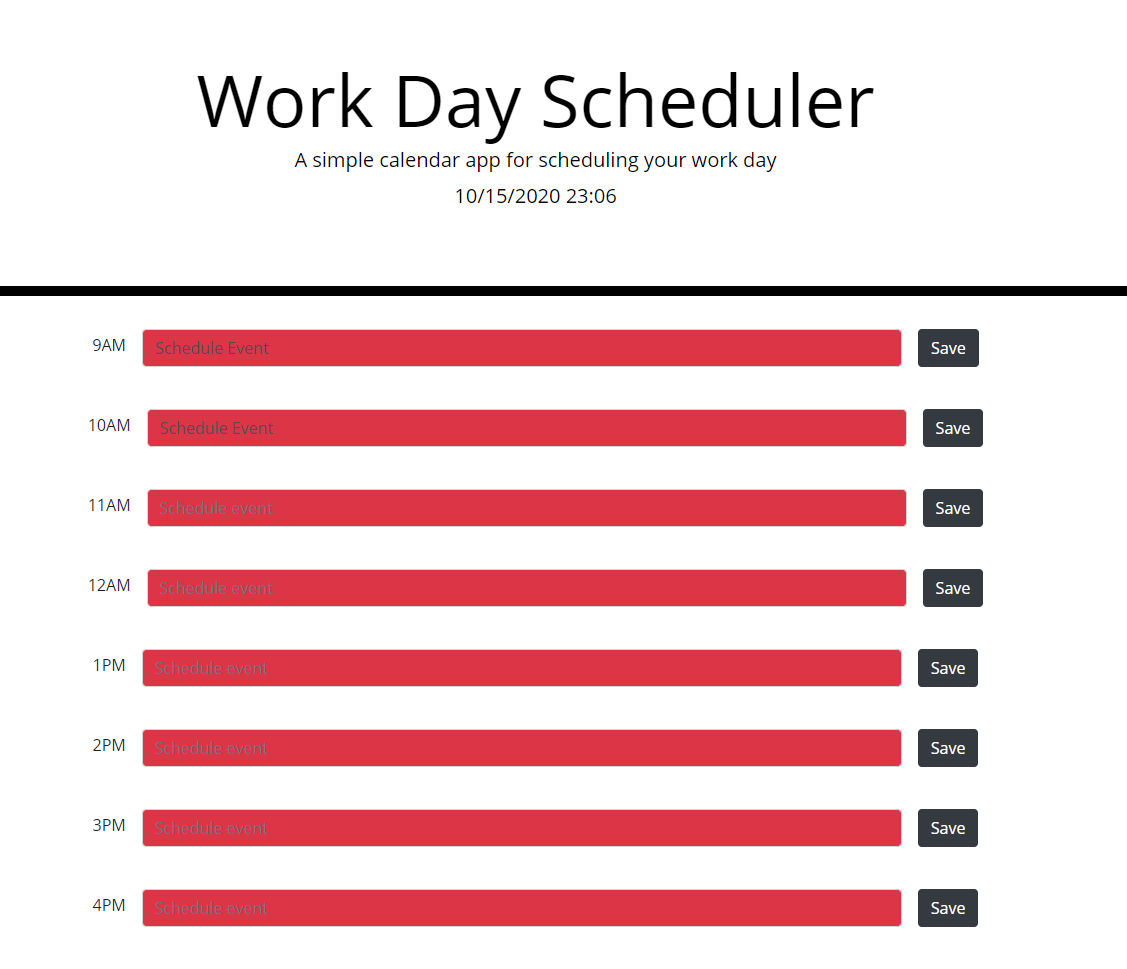 Work Day Scheduler
A simple calendar app for scheduling your work day
10/15/2020 23:06
9AM Schedule Event Save
10AM Schedule Event Save
11AM Schedule event Save
12AM Schedule event Save
1PM Schedule event Save
2PM Schedule event Save
3PM Schedule event Save
4PM Schedule event Save